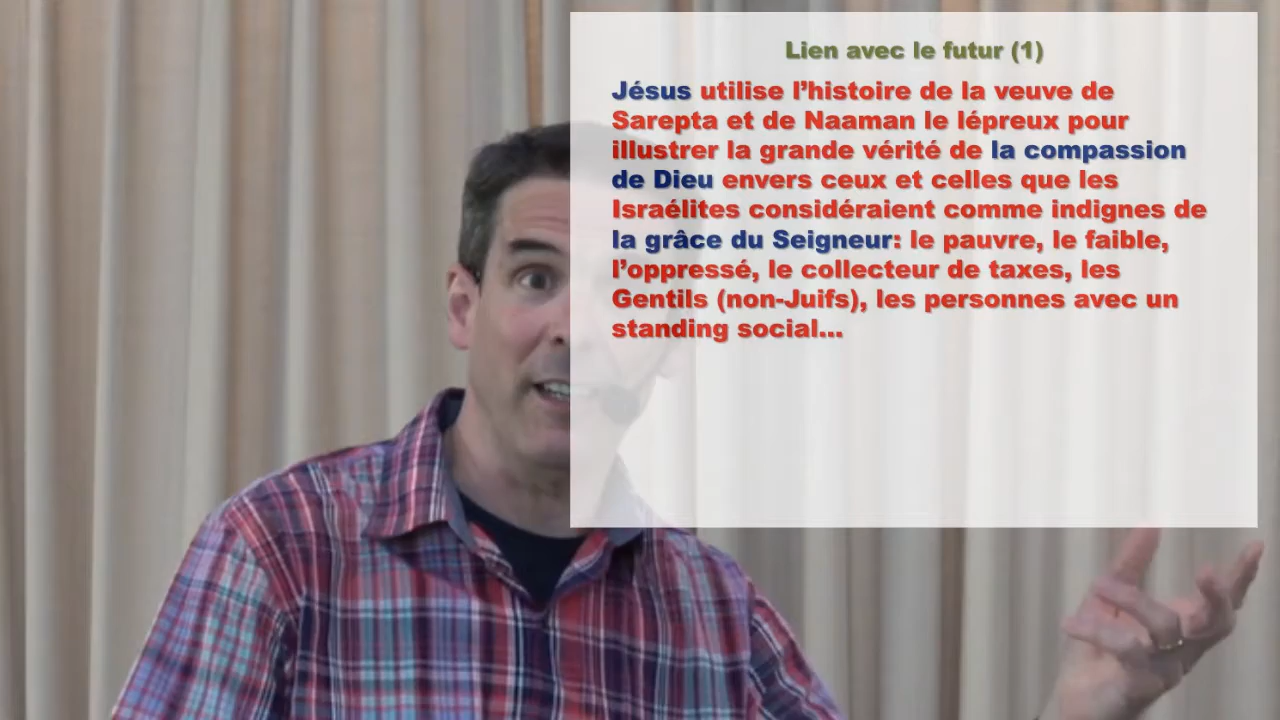 Lien avec le futur (1)
Jésus utilise l’histoire de la veuve de
Sarepta et de Naaman le lépreux pour
illustrer la grande vérité de la compassion
de Dieu envers ceux et celles que les
Israélites considéraient comme indignes de
la grâce du Seigneur: le pauvre, le faible,
l’oppressé, le collecteur de taxes, les
Gentils (non-Juifs), les personnes avec un
standing social...